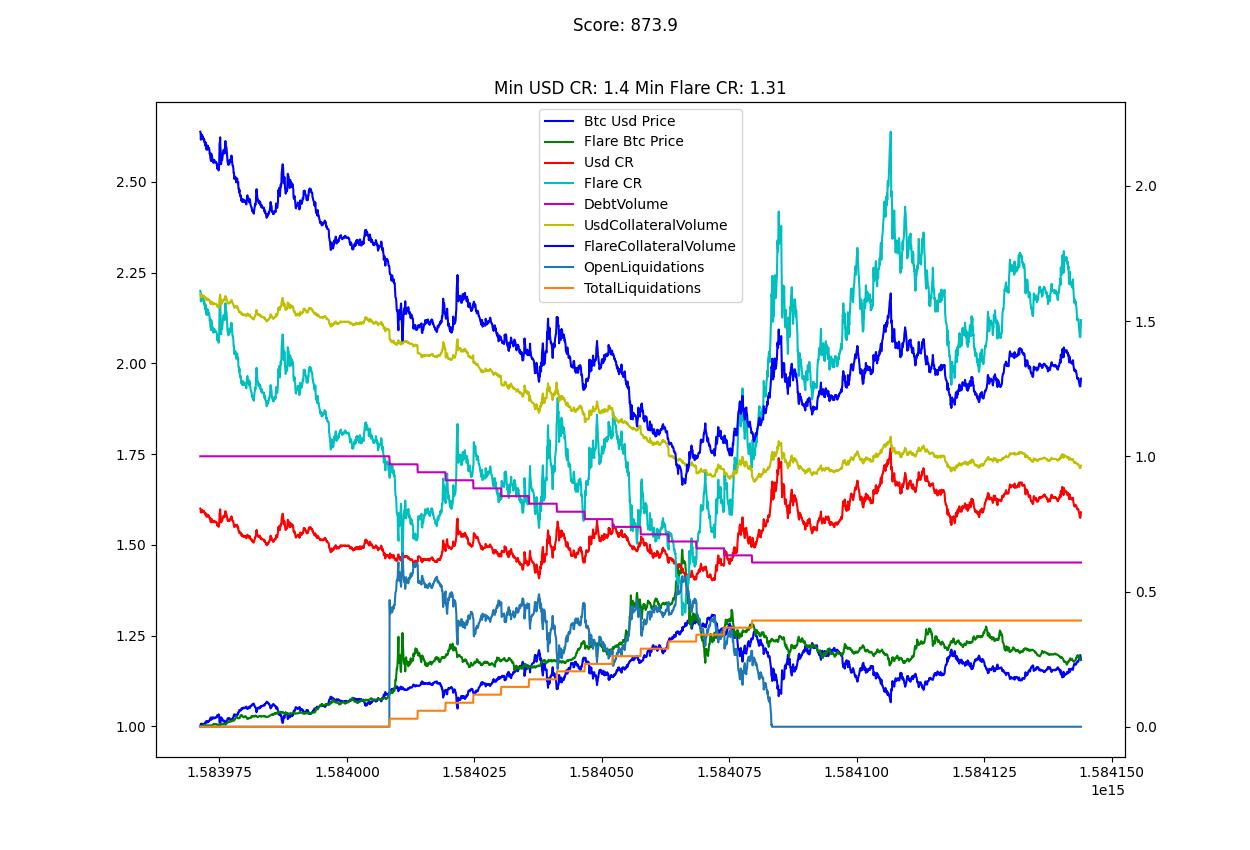 Score: 873.9
Min USD CR: 1.4 Min Flare CR: 1.31
Btc Usd Price
Flare Btc Price
Usd CR
Flare CR
DebtVolume
UsdCollateralVolume
FlareCollateralVolume
OpenLiquidations
TotalLiquidations
2.50
2.25
2.00
1.75
1.50
1.25
1.00
2.0
1.5
1.0
0.5
0.0
1.583975 1.584000 1.584025 1.584050 1.584075 1.584100 1.584125 1.584150
1e15